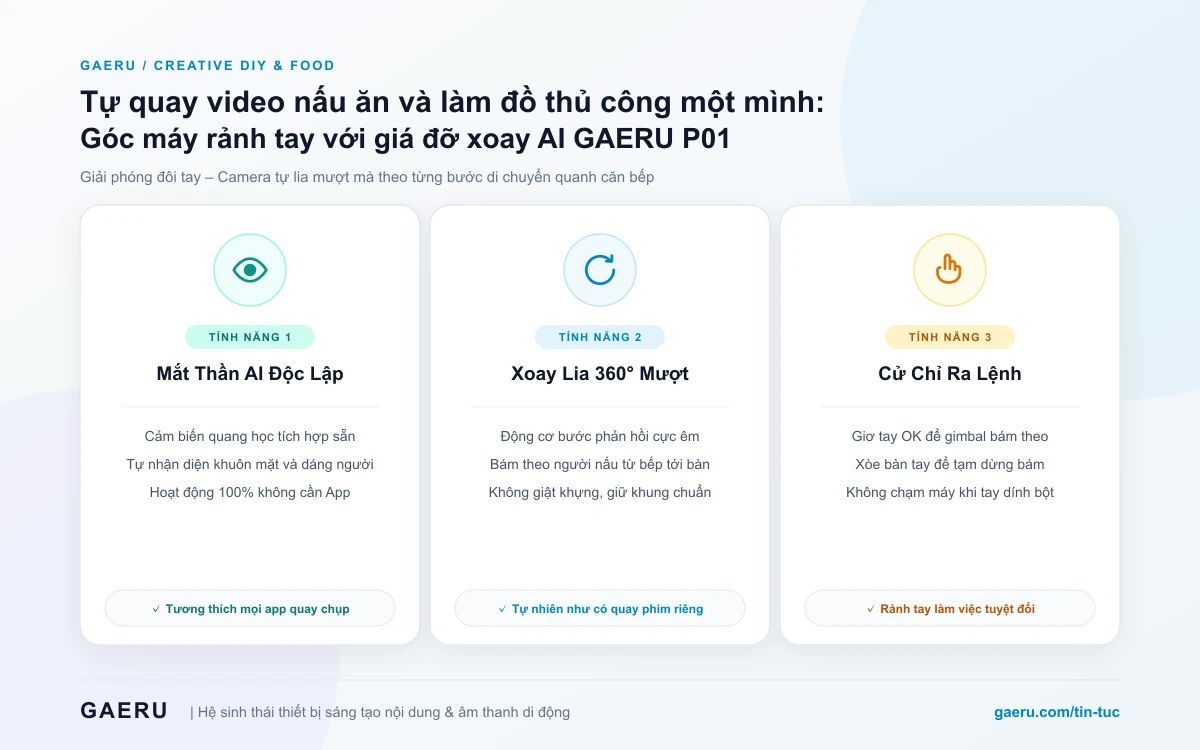 GAERU / CREATIVE DIY & FOOD
Tự quay video nấu ăn và làm đồ thủ công một mình:
Góc máy rảnh tay với giá đỡ xoay AI GAERU P01
Giải phóng đôi tay – Camera tự lia mượt mà theo từng bước di chuyển quanh căn bếp
TÍNH NĂNG 1
Mắt Thần AI Độc Lập
Cảm biến quang học tích hợp sẵn
Tự nhận diện khuôn mặt và dáng người
Hoạt động 100% không cần App
✓ Tương thích mọi app quay chụp
TÍNH NĂNG 2
Xoay Lia 360° Mượt
Động cơ bước phản hồi cực êm
Bám theo người nấu từ bếp tới bàn
Không giật khựng, giữ khung chuẩn
✓ Tự nhiên như có quay phim riêng
TÍNH NĂNG 3
Cử Chỉ Ra Lệnh
Giơ tay OK để gimbal bám theo
Xòe bàn tay để tạm dừng bám
Không chạm máy khi tay dính bột
✓ Rảnh tay làm việc tuyệt đối
GAERU | Hệ sinh thái thiết bị sáng tạo nội dung & âm thanh di động
gaeru.com/tin-tuc